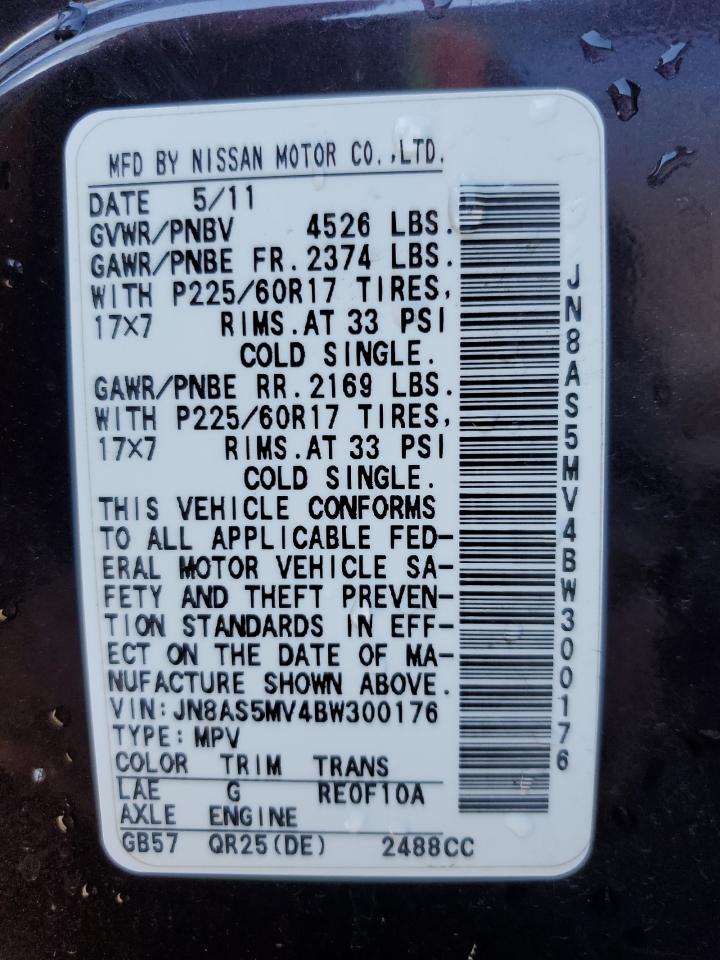 MFD BY NISSAN MOTOR CO.,LTD.
DATE 5/11
GVWR/PNBV 4526 LBS.
GAWR/PNBE FR.2374 LBS.
WITH P225/60R17 TIRES,
17×7 RIMS.AT 33 PSI
COLD SINGLE.
GAWR/PNBE RR.2169 LBS.
WITH P225/60R17 TIRES,
17×7 RIMS.AT 33 PSI
COLD SINGLE.
THIS VEHICLE CONFORMS
TO ALL APPLICABLE FED-
ERAL MOTOR VEHICLE SA-
FETY AND THEFT PREVEN-
TION STANDARDS IN EFF-
ECT ON THE DATE OF MA-
NUFACTURE SHOWN ABOVE.
VIN:JN8AS5MV4BW300176
TYPE:MPV
COLOR TRIM TRANS
LAE G RE0F10A
AXLE ENGINE
GB57 QR25(DE) 2488CC
JN8AS5MV4BW300176